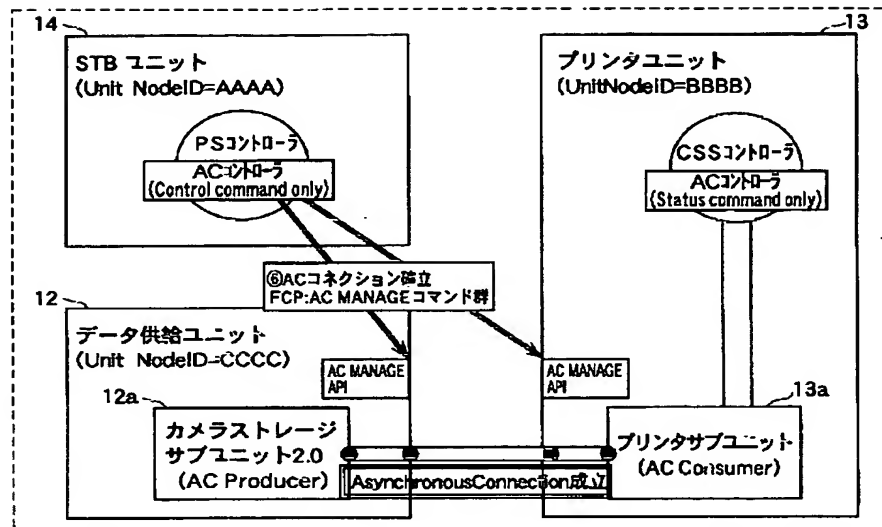 14
STB ユニット
(Unit NodeID=AAAA)
PSコントローラ
ACコントローラ
(Control command only)
13
プリンタユニット
(UnitNodeID=BBBB)
CSSコントローラ
ACコントローラ
(Status command only)
⑥ACコネクション確立
FCP:AC MANAGEコマンド群
12
データ供給ユニット
(Unit NodeID=CCCC)
AC MANAGE
API
AC MANAGE
API
12a
カメラストレージ
サブユニット2.0
(AC Producer)
13a
プリンタサブユニット
(AC Consumer)
AsynchronousConnection成立